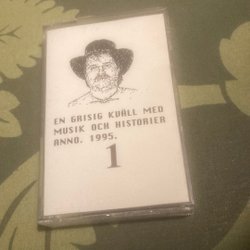 EN GRISIG KVÄLL MED
MUSIK OCH HISTORIER
ANNO. 1995.
1